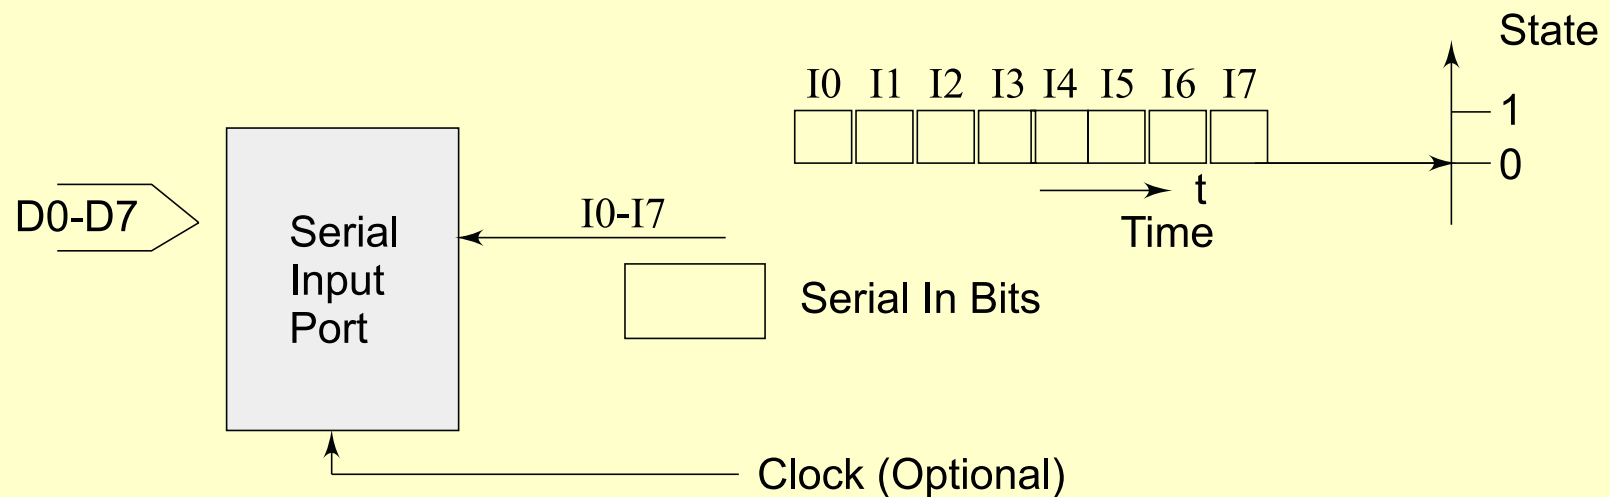 State
I0 I1 I2 I3 I4 I5 I6 I7
1
0
t
Time
D0-D7
Serial
Input
Port
I0-I7
Serial In Bits
Clock (Optional)